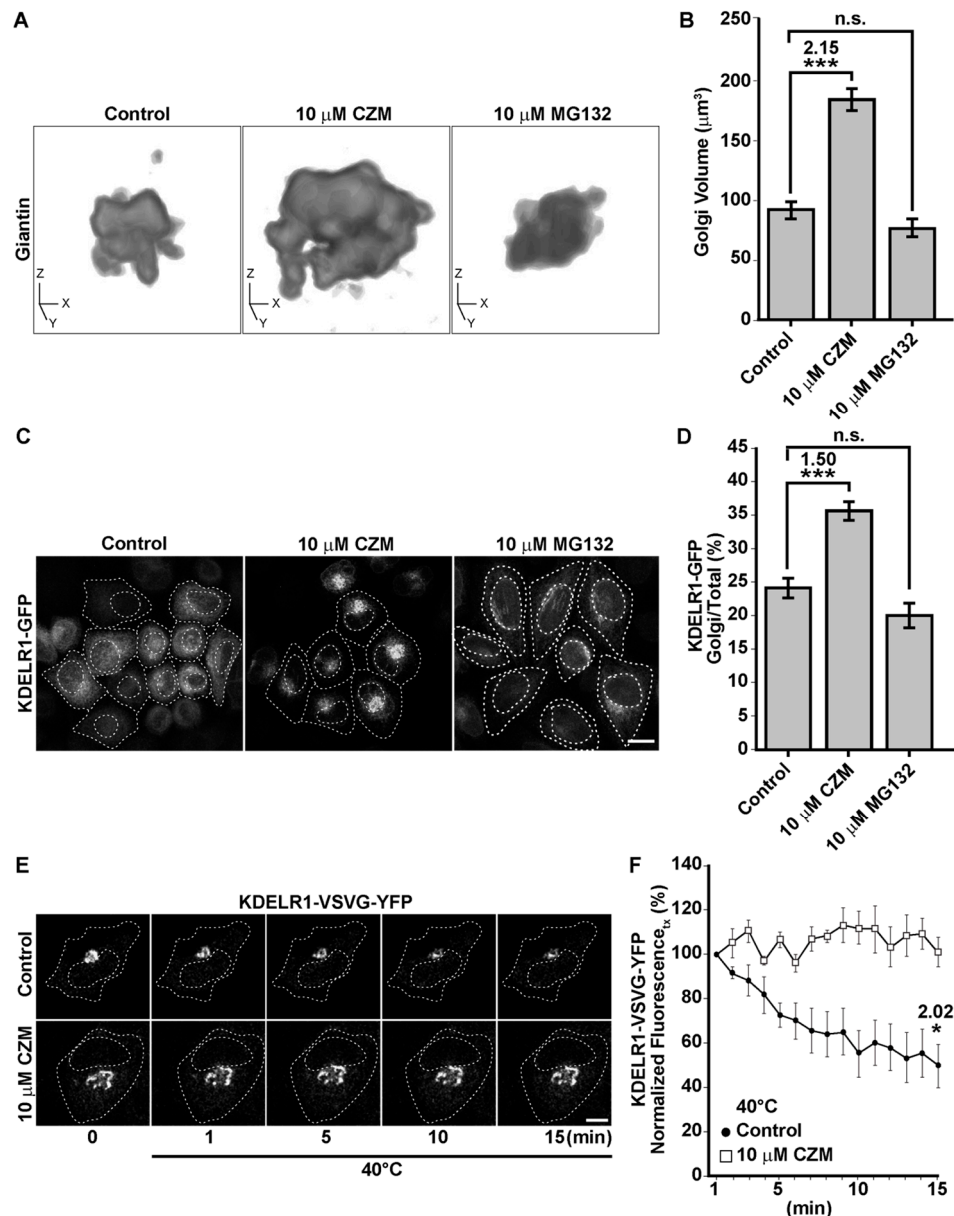 A
Control
10 μM CZM
10 μM MG132
Giantin
Z
X
Y
Z
X
Y
Z
X
Y
B
n.s.
2.15
***
Golgi Volume (μm³)
250
200
150
100
50
0
Control
10 μM CZM
10 μM MG132
C
Control
10 μM CZM
10 μM MG132
KDELR1-GFP
D
n.s.
1.50
***
KDELR1-GFP
Golgi/Total (%)
45
40
35
30
25
20
15
10
5
0
Control
10 μM CZM
10 μM MG132
E
KDELR1-VSVG-YFP
Control
10 μM CZM
0 1 5 10 15 (min)
40°C
F
KDELR1-VSVG-YFP
Normalized Fluorescence tx (%)
140
120
100
80
60
40
20
0
2.02
*
40°C
Control
10 μM CZM
1 5 10 15
(min)